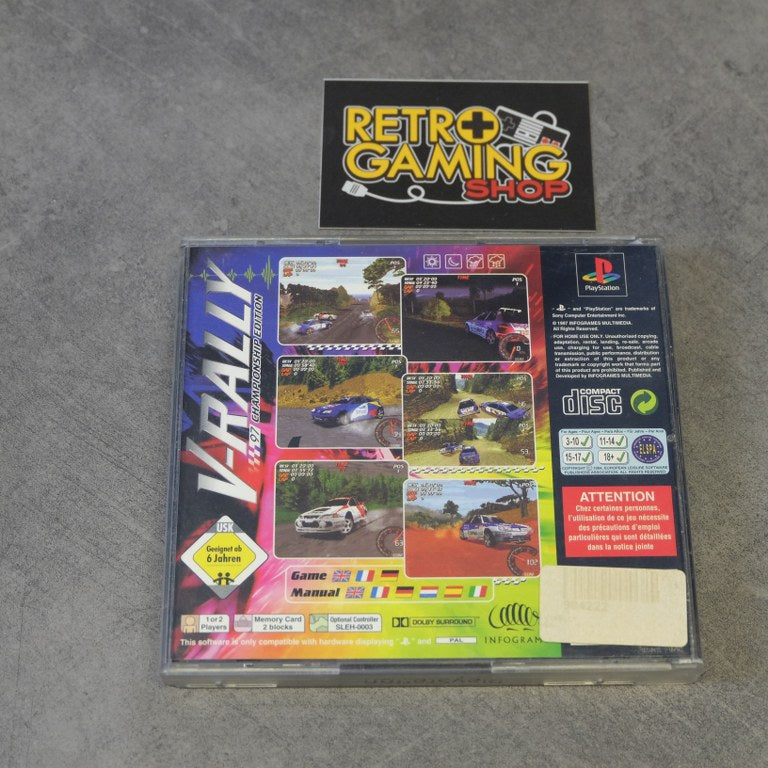 RETRO
GAMING
SHOP
V-RALLY
97 CHAMPIONSHIP EDITION
PlayStation
- " and "PlayStation" are trademarks of
Sony Computer Entertainment Inc.
© 1997 INFOGRAMES MULTIMEDIA.
All Rights Reserved.
FOR HOME USE ONLY. Unauthorised copying,
adaptation, rental, lending, re-sale, arcade
use, charging for use, broadcast, cable
transmission, public performance, distribution
or extraction of this product or any
trademark or copyright work that forms part
of this product are prohibited. Published and
Developed by INFOGRAMES MULTIMEDIA.
COMPACT
disc
3-10
11-14
15-17
18+
ELSPA
ATTENTION
Chez certaines personnes,
l'utilisation de ce jeu nécessite
des précautions d'emploi
particulières qui sont détaillées
dans la notice jointe
USK
Geeignet ab
6 Jahren
Game
Manual
1 or 2
Players
Memory Card
2 blocks
Optional Controller
SLEH-0003
DOLBY SURROUND
INFOGRAM
This software is only compatible with hardware displaying " " and PAL
PlayStation